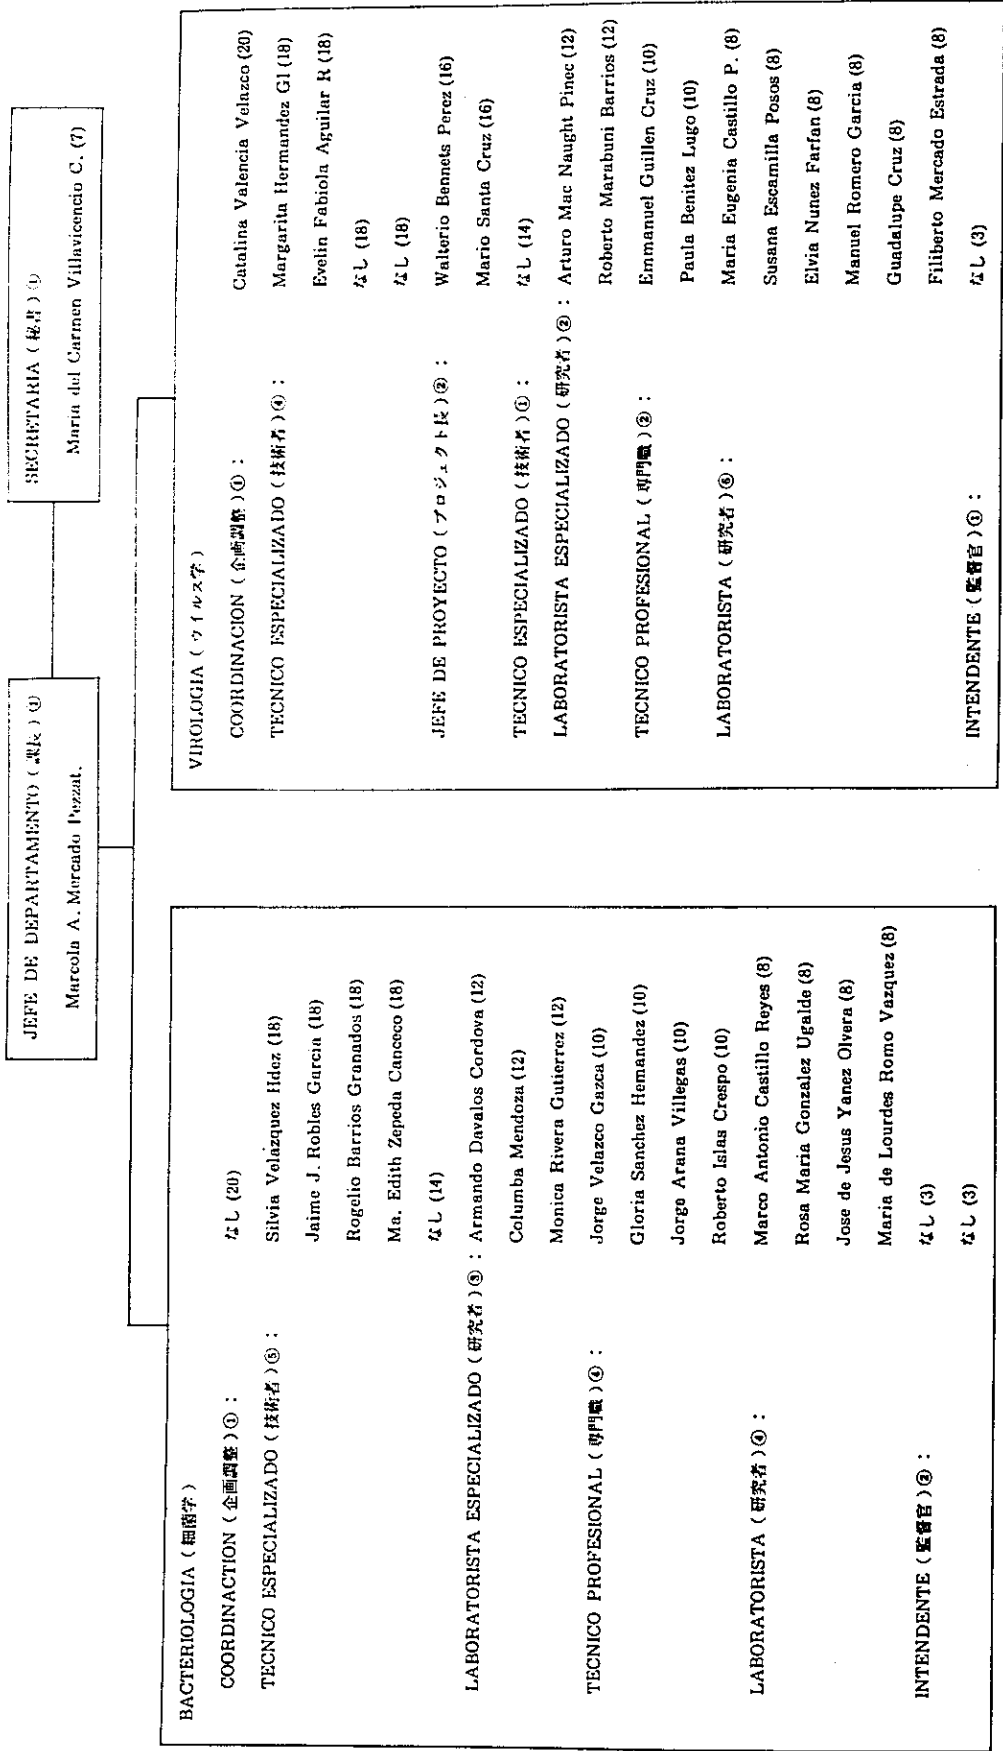 JEFE DE DEPARTAMENTO (課長) ①
Marcola A. Mercado Pezzat.
SECRETARIA (秘書) ①
Maria del Carmen Villavicencio C. (7)
BACTERIOLOGIA (細菌学)
COORDINACTION (企画調整) ① : なし (20)
TECNICO ESPECIALIZADO (技術者) ⑤ : Silvia Velazquez Hdez (18)
Jaime J. Robles Garcia (18)
Rogelio Barrios Granados (18)
Ma. Edith Zepeda Canceco (18)
なし (14)
LABORATORISTA ESPECIALIZADO (研究者) ③ : Armando Davalos Cordova (12)
Columba Mendoza (12)
Monica Rivera Gutierrez (12)
TECNICO PROFESIONAL (専門職) ④ : Jorge Velazco Gazca (10)
Gloria Sanchez Hernandez (10)
Jorge Arana Villegas (10)
Roberto Islas Crespo (10)
LABORATORISTA (研究者) ④ : Marco Antonio Castillo Reyes (8)
Rosa Maria Gonzalez Ugalde (8)
Jose de Jesus Yanez Olvera (8)
Maria de Lourdes Romo Vazquez (8)
INTENDENTE (監督官) ② : なし (3)
なし (3)
VIROLOGIA (ウイルス学)
COORDINACION (企画調整) ① : Catalina Valencia Velazco (20)
TECNICO ESPECIALIZADO (技術者) ④ : Margarita Hermandez Gl (18)
Evelin Fabiola Aguilar R (18)
なし (18)
なし (18)
JEFE DE PROYECTO (プロジェクト長) ② : Walterio Bennets Perez (16)
Mario Santa Cruz (16)
TECNICO ESPECIALIZADO (技術者) ① : なし (14)
LABORATORISTA ESPECIALIZADO (研究者) ② : Arturo Mac Naught Pinec (12)
Roberto Marabuni Barrios (12)
TECNICO PROFESIONAL (専門職) ② : Emmanuel Guillen Cruz (10)
Paula Benitez Lugo (10)
LABORATORISTA (研究者) ⑥ : Maria Eugenia Castillo P. (8)
Susana Escamilla Posos (8)
Elvia Nunez Farfan (8)
Manuel Romero Garcia (8)
Guadalupe Cruz (8)
Filiberto Mercado Estrada (8)
INTENDENTE (監督官) ① : なし (3)